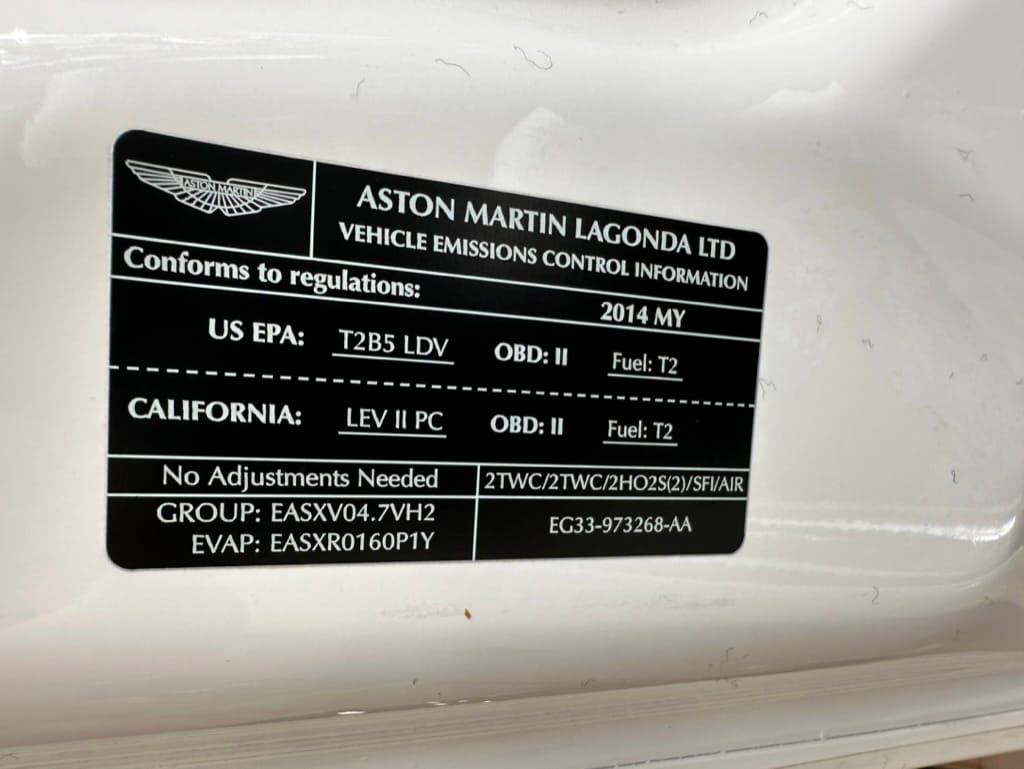 ASTON MARTIN
ASTON MARTIN LAGONDA LTD
VEHICLE EMISSIONS CONTROL INFORMATION
Conforms to regulations:
2014 MY
US EPA: T2B5 LDV OBD: II Fuel: T2
CALIFORNIA: LEV II PC OBD: II Fuel: T2
No Adjustments Needed
2TWC/2TWC/2HO2S(2)/SFI/AIR
GROUP: EASXV04.7VH2
EVAP: EASXR0160P1Y
EG33-973268-AA